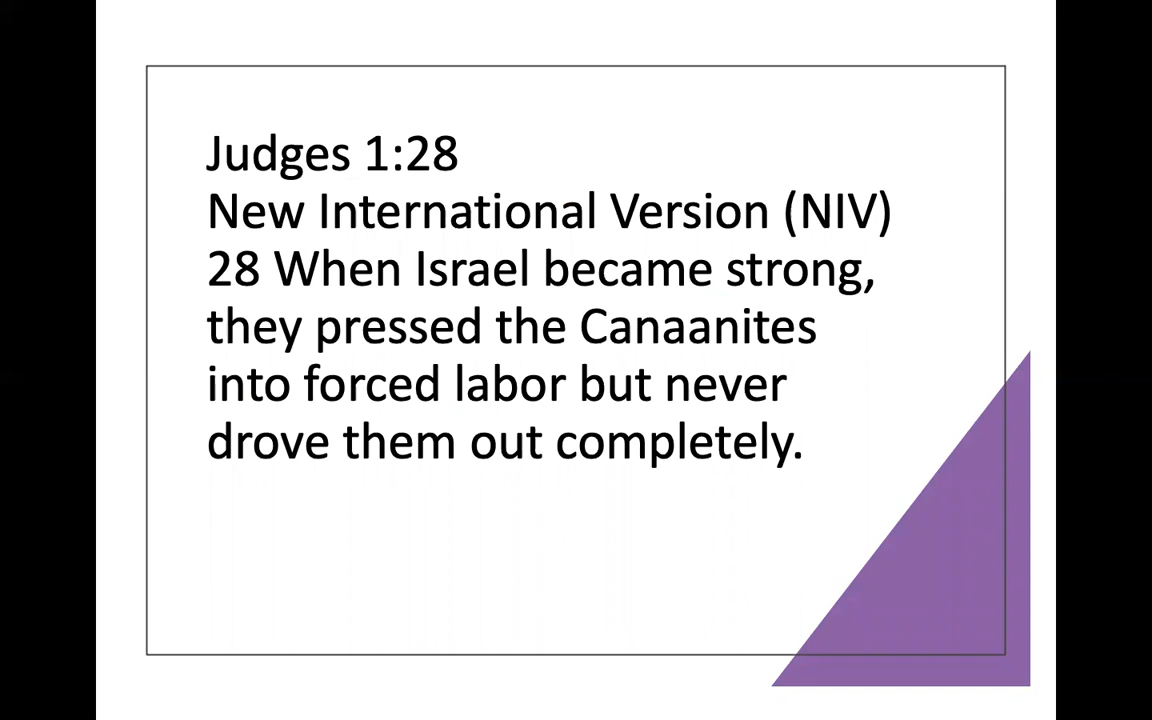 Judges 1:28
New International Version (NIV)
28 When Israel became strong,
they pressed the Canaanites
into forced labor but never
drove them out completely.